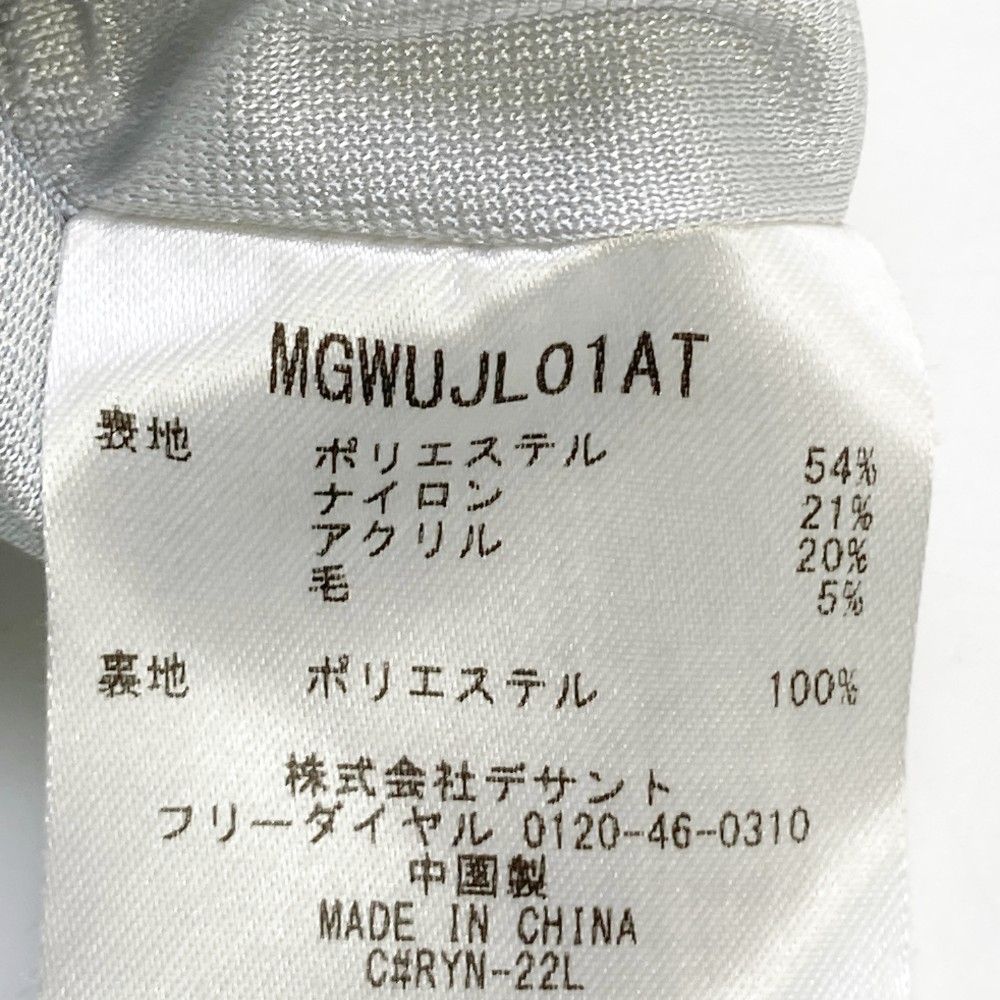 MGWUJL01AT
表地 ポリエステル 54%
ナイロン 21%
アクリル 20%
毛 5%
裏地 ポリエステル 100%
株式会社デサント
フリーダイヤル 0120-46-0310
中国製
MADE IN CHINA
C#RYN-22L